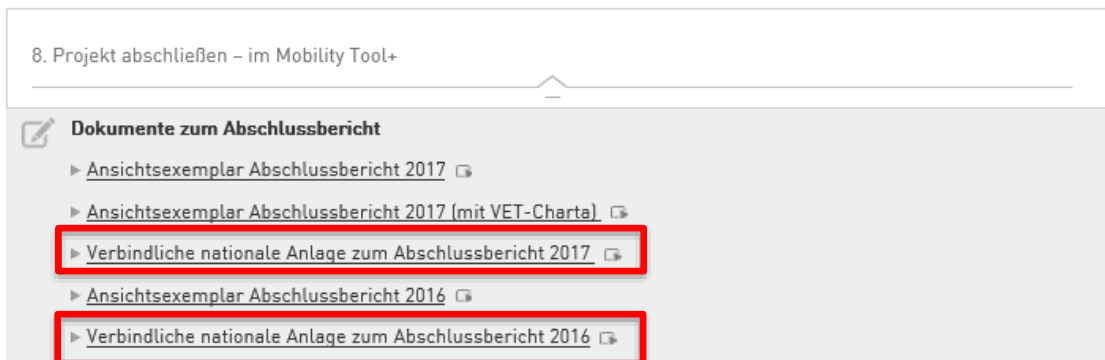 8. Projekt abschließen – im Mobility Tool+
Dokumente zum Abschlussbericht
Ansichtsexemplar Abschlussbericht 2017
Ansichtsexemplar Abschlussbericht 2017 (mit VET-Charta)
Verbindliche nationale Anlage zum Abschlussbericht 2017
Ansichtsexemplar Abschlussbericht 2016
Verbindliche nationale Anlage zum Abschlussbericht 2016